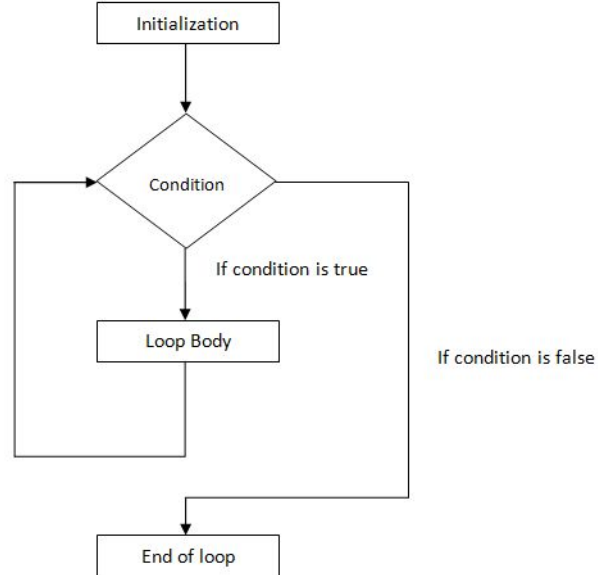 Initialization
Condition
If condition is true
Loop Body
If condition is false
End of loop